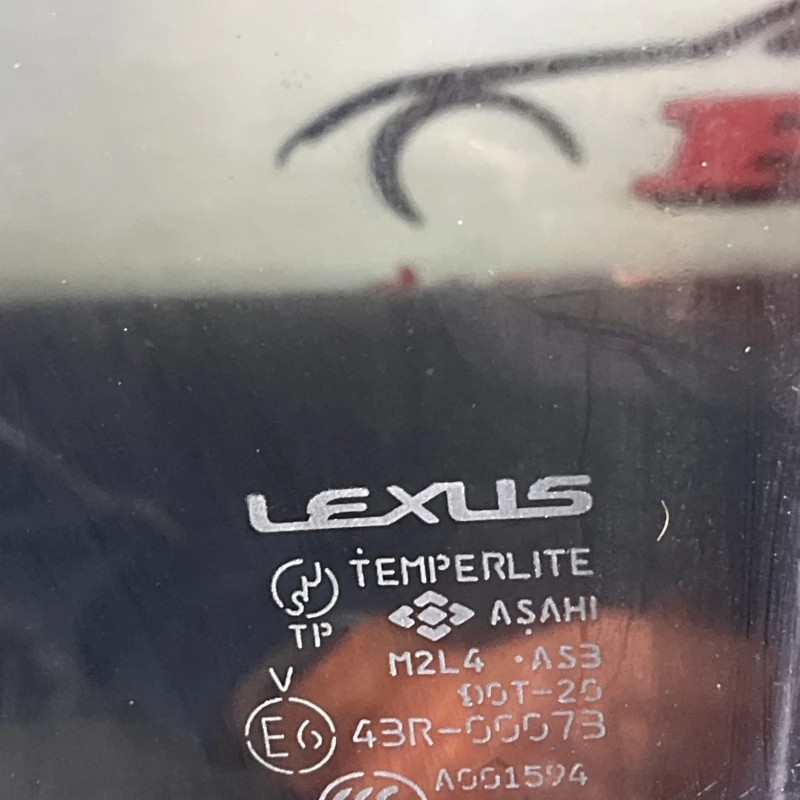 LEXUS
TEMPERLITE
TP
ASAHI
M2L4 ·AS3
V
DOT-20
E6 43R-00073
A001594